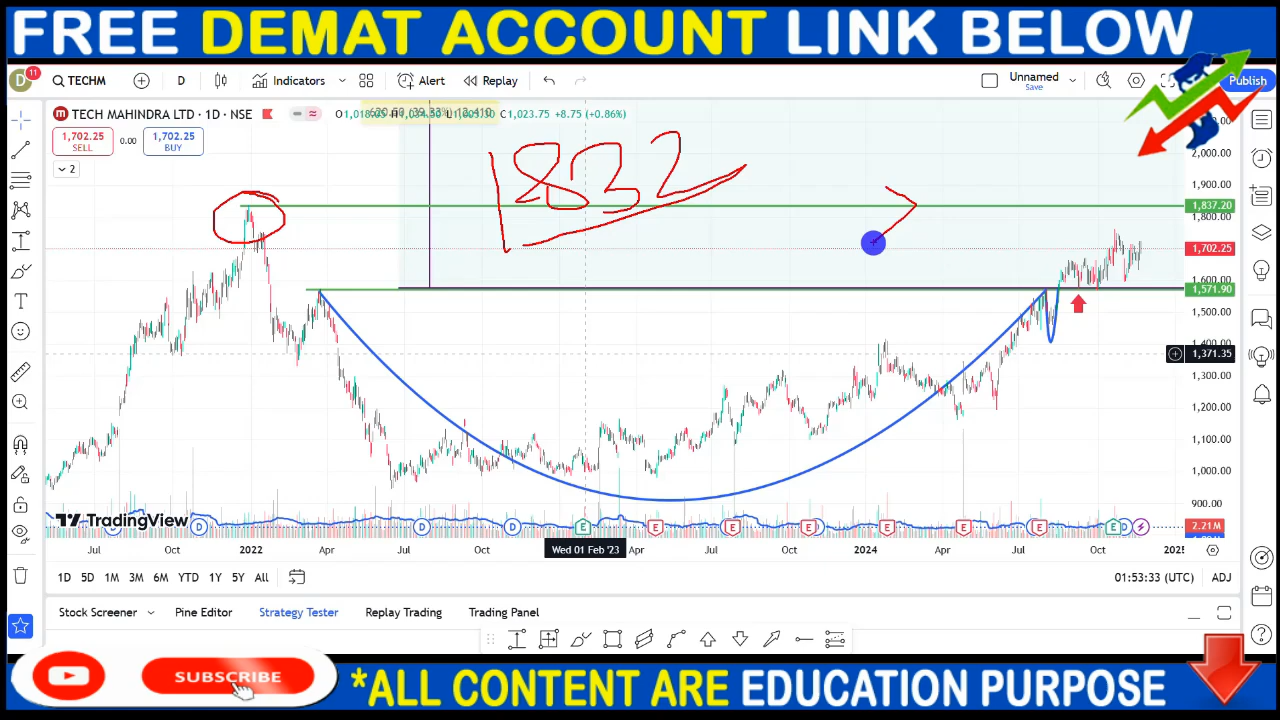 FREE DEMAT ACCOUNT LINK BELOW
D 11 TECHM D Indicators Alert Replay Unnamed Save Publish
TECH MAHINDRA LTD · 1D · NSE C1,023.75 +8.75 (+0.86%)
1,702.25 SELL 0.00 1,702.25 BUY
2
1832
2,000.00
1,900.00
1,837.20
1,800.00
1,702.25
1,600.00
1,571.90
1,500.00
1,400.00
1,371.35
1,300.00
1,200.00
1,100.00
1,000.00
900.00
TradingView
D D D D E E E E E E E E D
2.21M
Jul Oct 2022 Apr Jul Oct Wed 01 Feb '23 Apr Jul Oct 2024 Apr Jul Oct 2025
1D 5D 1M 3M 6M YTD 1Y 5Y All 01:53:33 (UTC) ADJ
Stock Screener Pine Editor Strategy Tester Replay Trading Trading Panel
SUBSCRIBE
*ALL CONTENT ARE EDUCATION PURPOSE